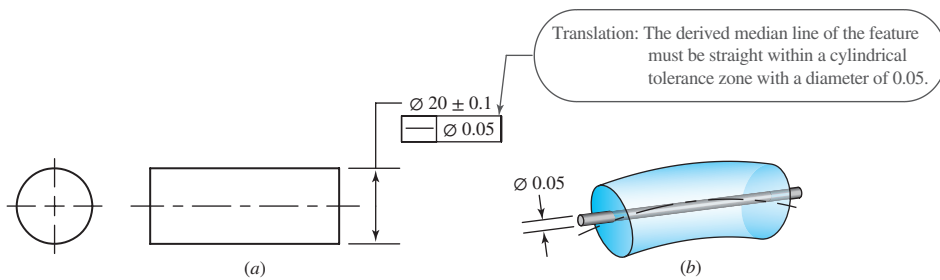 Translation: The derived median line of the feature
must be straight within a cylindrical
tolerance zone with a diameter of 0.05.
∅ 20 ± 0.1
∅ 0.05
∅ 0.05
(a)
(b)